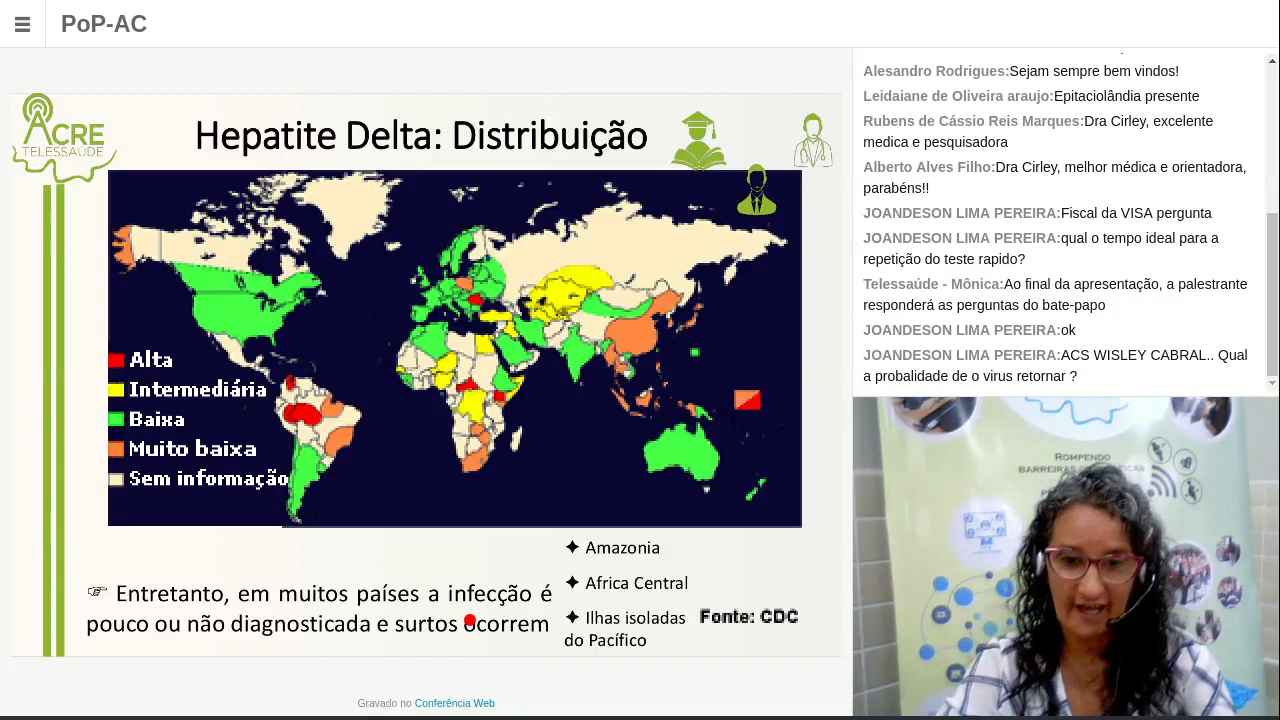 PoP-AC
ACRE
TELESSAÚDE
Hepatite Delta: Distribuição
Alta
Intermediária
Baixa
Muito baixa
Sem informação
☞ Entretanto, em muitos países a infecção é
pouco ou não diagnosticada e surtos ocorrem
✦ Amazonia
✦ Africa Central
✦ Ilhas isoladas
do Pacífico
Fonte: CDC
Gravado no Conferência Web
Alesandro Rodrigues:Sejam sempre bem vindos!
Leidaiane de Oliveira araujo:Epitaciolândia presente
Rubens de Cássio Reis Marques:Dra Cirley, excelente
medica e pesquisadora
Alberto Alves Filho:Dra Cirley, melhor médica e orientadora,
parabéns!!
JOANDESON LIMA PEREIRA:Fiscal da VISA pergunta
JOANDESON LIMA PEREIRA:qual o tempo ideal para a
repetição do teste rapido?
Telessaúde - Mônica:Ao final da apresentação, a palestrante
responderá as perguntas do bate-papo
JOANDESON LIMA PEREIRA:ok
JOANDESON LIMA PEREIRA:ACS WISLEY CABRAL.. Qual
a probalidade de o virus retornar ?
ROMPENDO
BARREIRAS